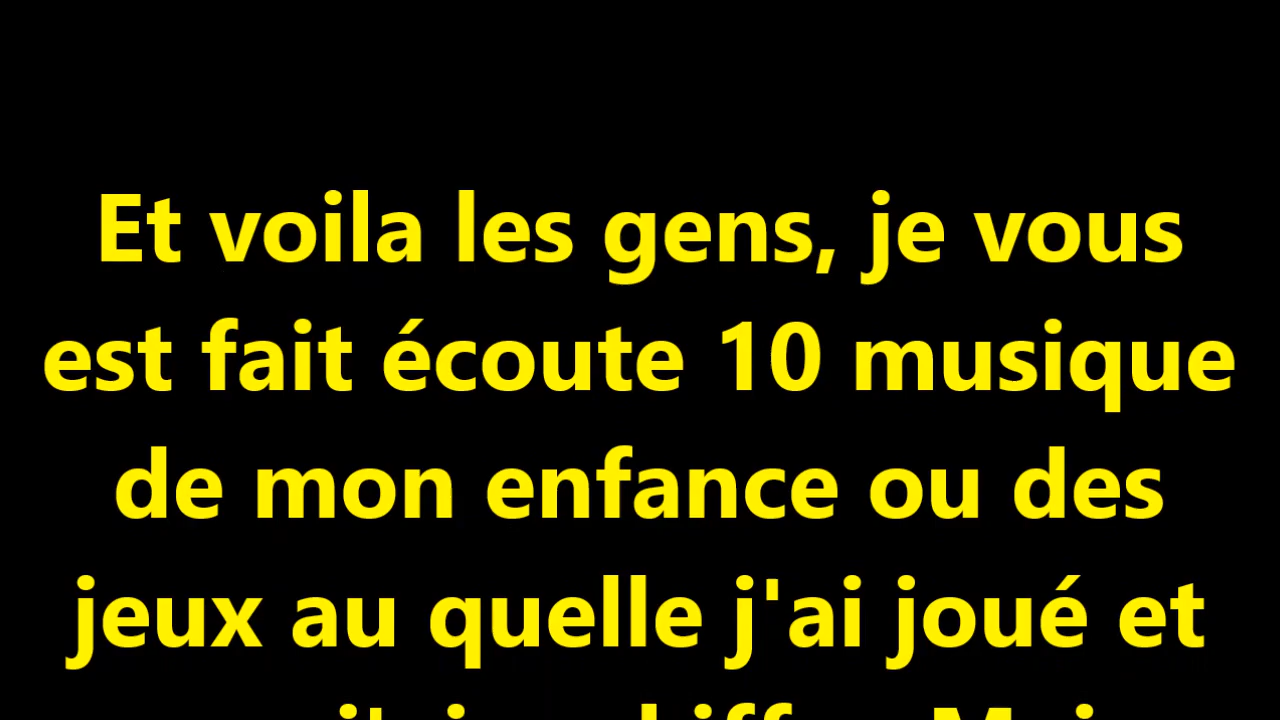 Et voila les gens, je vous
est fait écoute 10 musique
de mon enfance ou des
jeux au quelle j'ai joué et